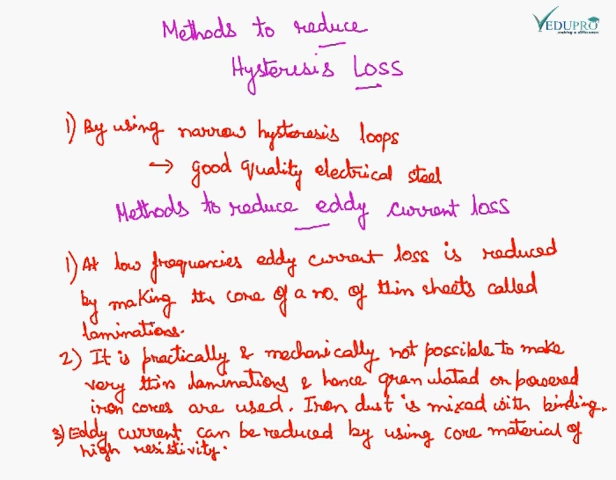 Methods to reduce
VEDUPRO
making a difference
Hysteresis Loss
1) By using narrow hysteresis loops
→ good quality electrical steel
Methods to reduce eddy current loss
1) At low frequencies eddy current loss is reduced
by making the core of a no. of thin sheets called
laminations.
2) It is practically & mechanically not possible to make
very thin laminations & hence granulated or powered
iron cores are used. Iron dust is mixed with binding.
3) Eddy current can be reduced by using core material of
high resistivity.